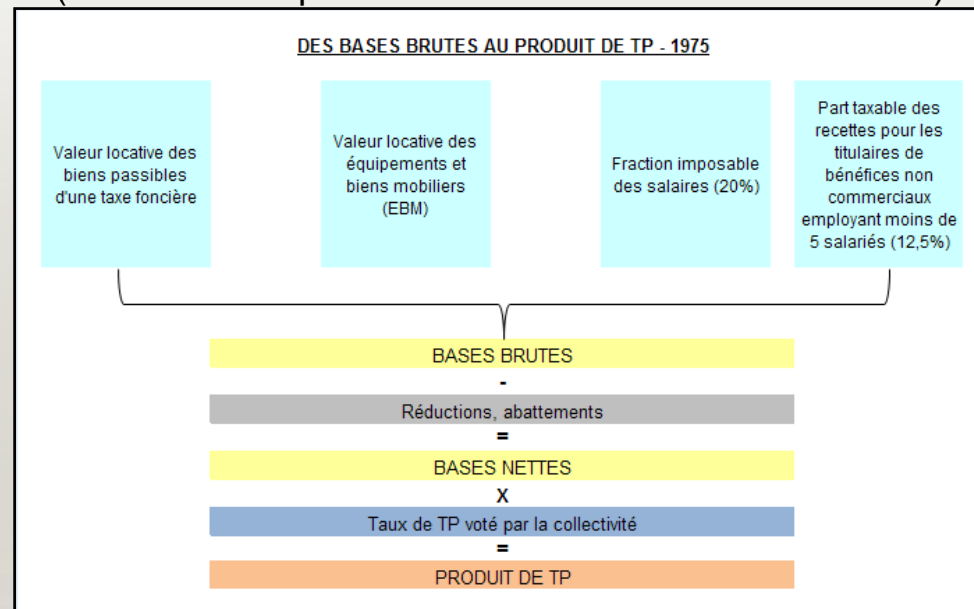 DES BASES BRUTES AU PRODUIT DE TP - 1975
Valeur locative des
biens passibles
d'une taxe foncière
Valeur locative des
équipements et
biens mobiliers
(EBM)
Fraction imposable
des salaires (20%)
Part taxable des
recettes pour les
titulaires de
bénéfices non
commerciaux
employant moins de
5 salariés (12,5%)
BASES BRUTES
-
Réductions, abattements
=
BASES NETTES
X
Taux de TP voté par la collectivité
=
PRODUIT DE TP